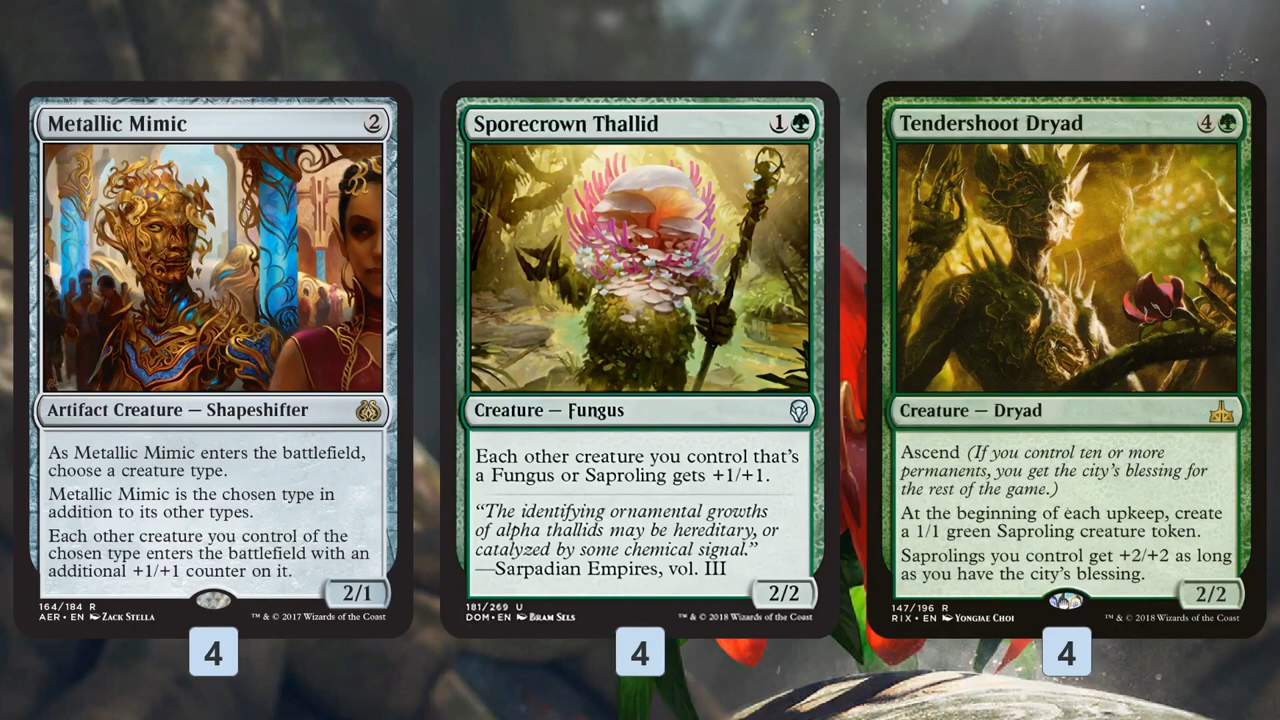 Metallic Mimic 2
Artifact Creature — Shapeshifter
As Metallic Mimic enters the battlefield,
choose a creature type.
Metallic Mimic is the chosen type in
addition to its other types.
Each other creature you control of the
chosen type enters the battlefield with an
additional +1/+1 counter on it.
2/1
164/184 R
AER • EN Zack Stella
™ & © 2017 Wizards of the Coast
4
Sporecrown Thallid 1
Creature — Fungus
Each other creature you control that's
a Fungus or Saproling gets +1/+1.
“The identifying ornamental growths
of alpha thallids may be hereditary, or
catalyzed by some chemical signal.”
—Sarpadian Empires, vol. III
2/2
181/269 U
DOM • EN Bram Sels
™ & © 2018 Wizards of the Coast
4
Tendershoot Dryad 4
Creature — Dryad
Ascend (If you control ten or more
permanents, you get the city's blessing for
the rest of the game.)
At the beginning of each upkeep, create
a 1/1 green Saproling creature token.
Saprolings you control get +2/+2 as long
as you have the city's blessing.
2/2
147/196 R
RIX • EN Yongjae Choi
™ & © 2018 Wizards of the Coast
4